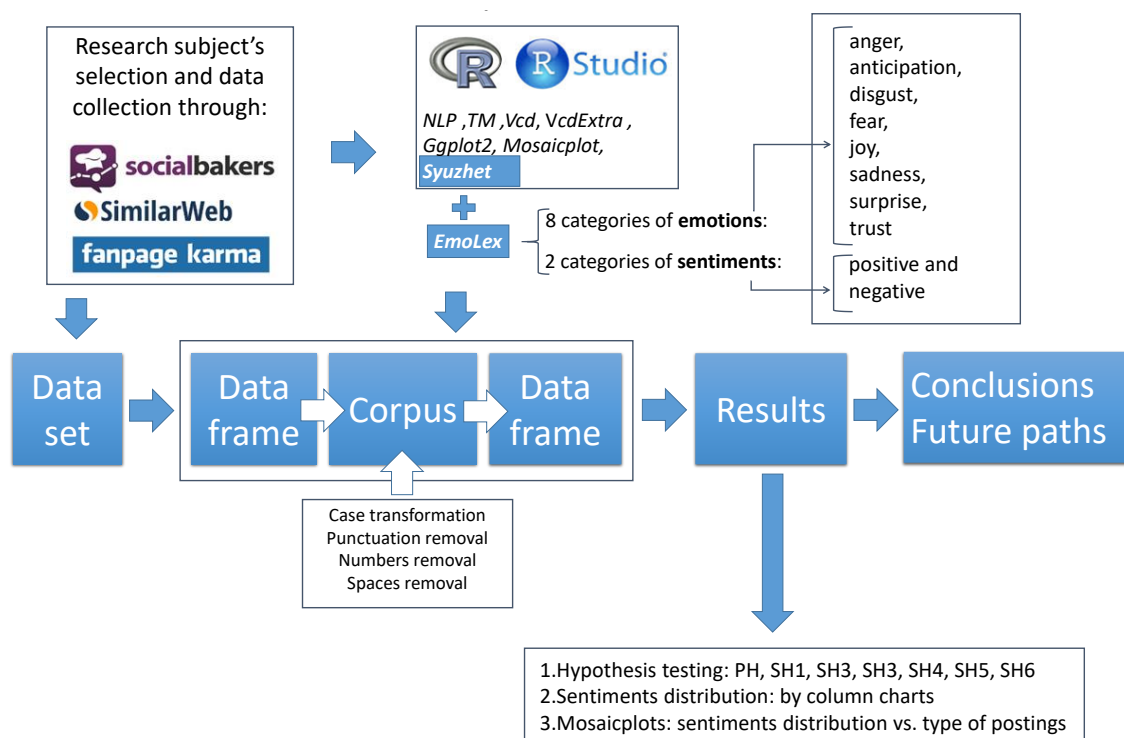 Research subject's
selection and data
collection through:
socialbakers
SimilarWeb
fanpage karma
R
R Studio®
NLP ,TM ,Vcd, VcdExtra ,
Ggplot2, Mosaicplot,
Syuzhet
EmoLex
8 categories of emotions:
2 categories of sentiments:
anger,
anticipation,
disgust,
fear,
joy,
sadness,
surprise,
trust
positive and
negative
Data
set
Data
frame
Corpus
Data
frame
Results
Conclusions
Future paths
Case transformation
Punctuation removal
Numbers removal
Spaces removal
1.Hypothesis testing: PH, SH1, SH3, SH3, SH4, SH5, SH6
2.Sentiments distribution: by column charts
3.Mosaicplots: sentiments distribution vs. type of postings